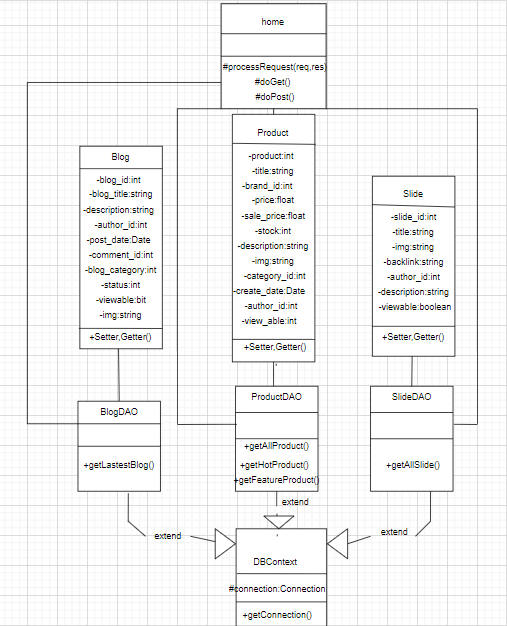 home
#processRequest(req,res)
#doGet()
#doPost()
Blog
-blog_id:int
-blog_title:string
-description:string
-author_id:int
-post_date:Date
-comment_id:int
-blog_category:int
-status:int
-viewable:bit
-img:string
+Setter,Getter()
Product
-product:int
-title:string
-brand_id:int
-price:float
-sale_price:float
-stock:int
-description:string
-img:string
-category_id:int
-create_date:Date
-author_id:int
-view_able:int
+Setter,Getter()
Slide
-slide_id:int
-title:string
-img:string
-backlink:string
-author_id:int
-description:string
-viewable:boolean
+Setter,Getter()
BlogDAO
+getLastestBlog()
ProductDAO
+getAllProduct()
+getHotProduct()
+getFeatureProduct()
SlideDAO
+getAllSlide()
extend
extend
extend
DBContext
#connection:Connection
+getConnection()